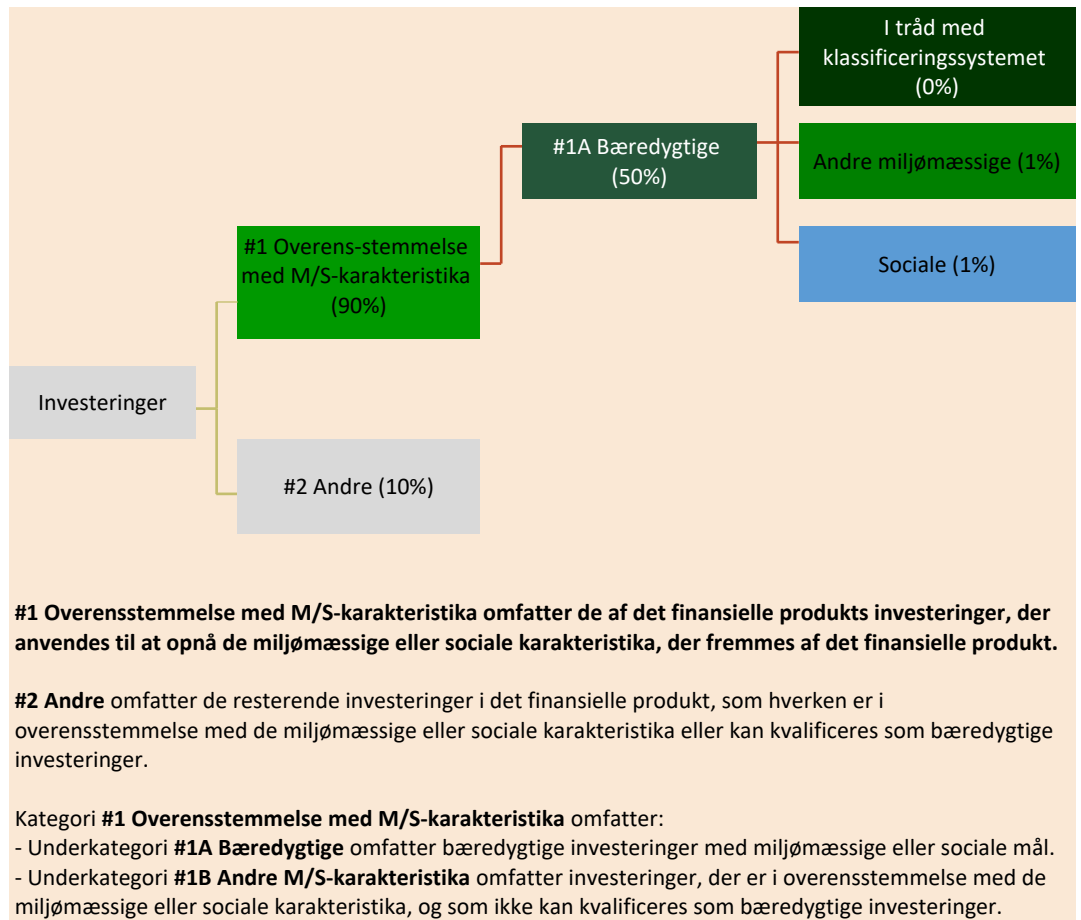 I tråd med
klassificeringssystemet
(0%)
#1A Bæredygtige
(50%)
Andre miljømæssige (1%)
#1 Overens-stemmelse
med M/S-karakteristika
(90%)
Sociale (1%)
Investeringer
#2 Andre (10%)
#1 Overensstemmelse med M/S-karakteristika omfatter de af det finansielle produkts investeringer, der
anvendes til at opnå de miljømæssige eller sociale karakteristika, der fremmes af det finansielle produkt.
#2 Andre omfatter de resterende investeringer i det finansielle produkt, som hverken er i
overensstemmelse med de miljømæssige eller sociale karakteristika eller kan kvalificeres som bæredygtige
investeringer.
Kategori #1 Overensstemmelse med M/S-karakteristika omfatter:
- Underkategori #1A Bæredygtige omfatter bæredygtige investeringer med miljømæssige eller sociale mål.
- Underkategori #1B Andre M/S-karakteristika omfatter investeringer, der er i overensstemmelse med de
miljømæssige eller sociale karakteristika, og som ikke kan kvalificeres som bæredygtige investeringer.